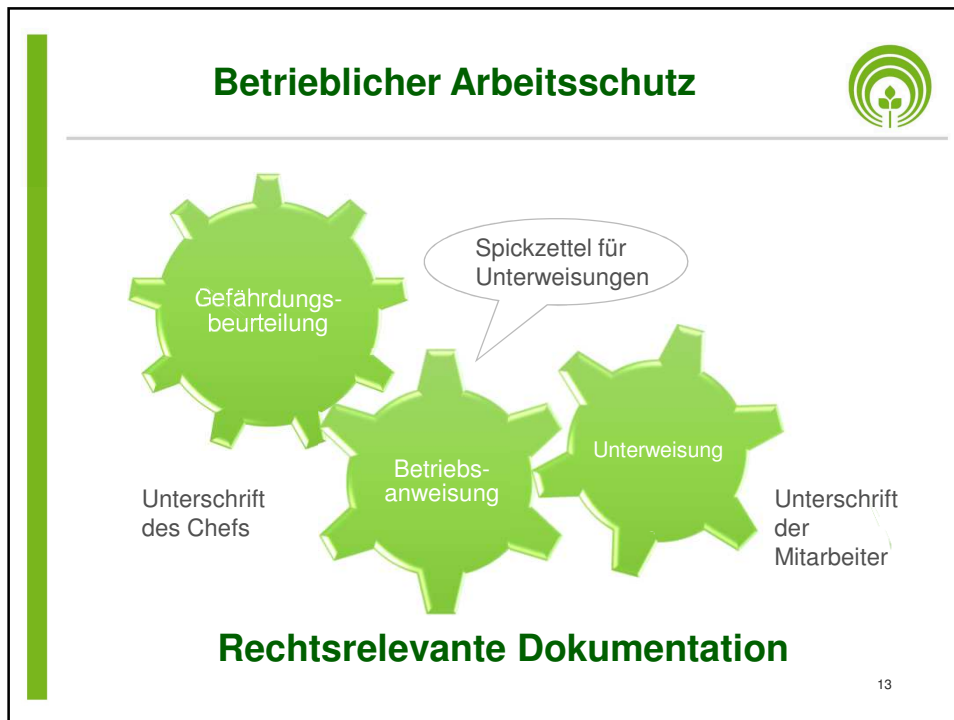 Betrieblicher Arbeitsschutz
Spickzettel für
Unterweisungen
Gefährdungs-
beurteilung
Betriebs-
anweisung
Unterweisung
Unterschrift
des Chefs
Unterschrift
der
Mitarbeiter
Rechtsrelevante Dokumentation
13